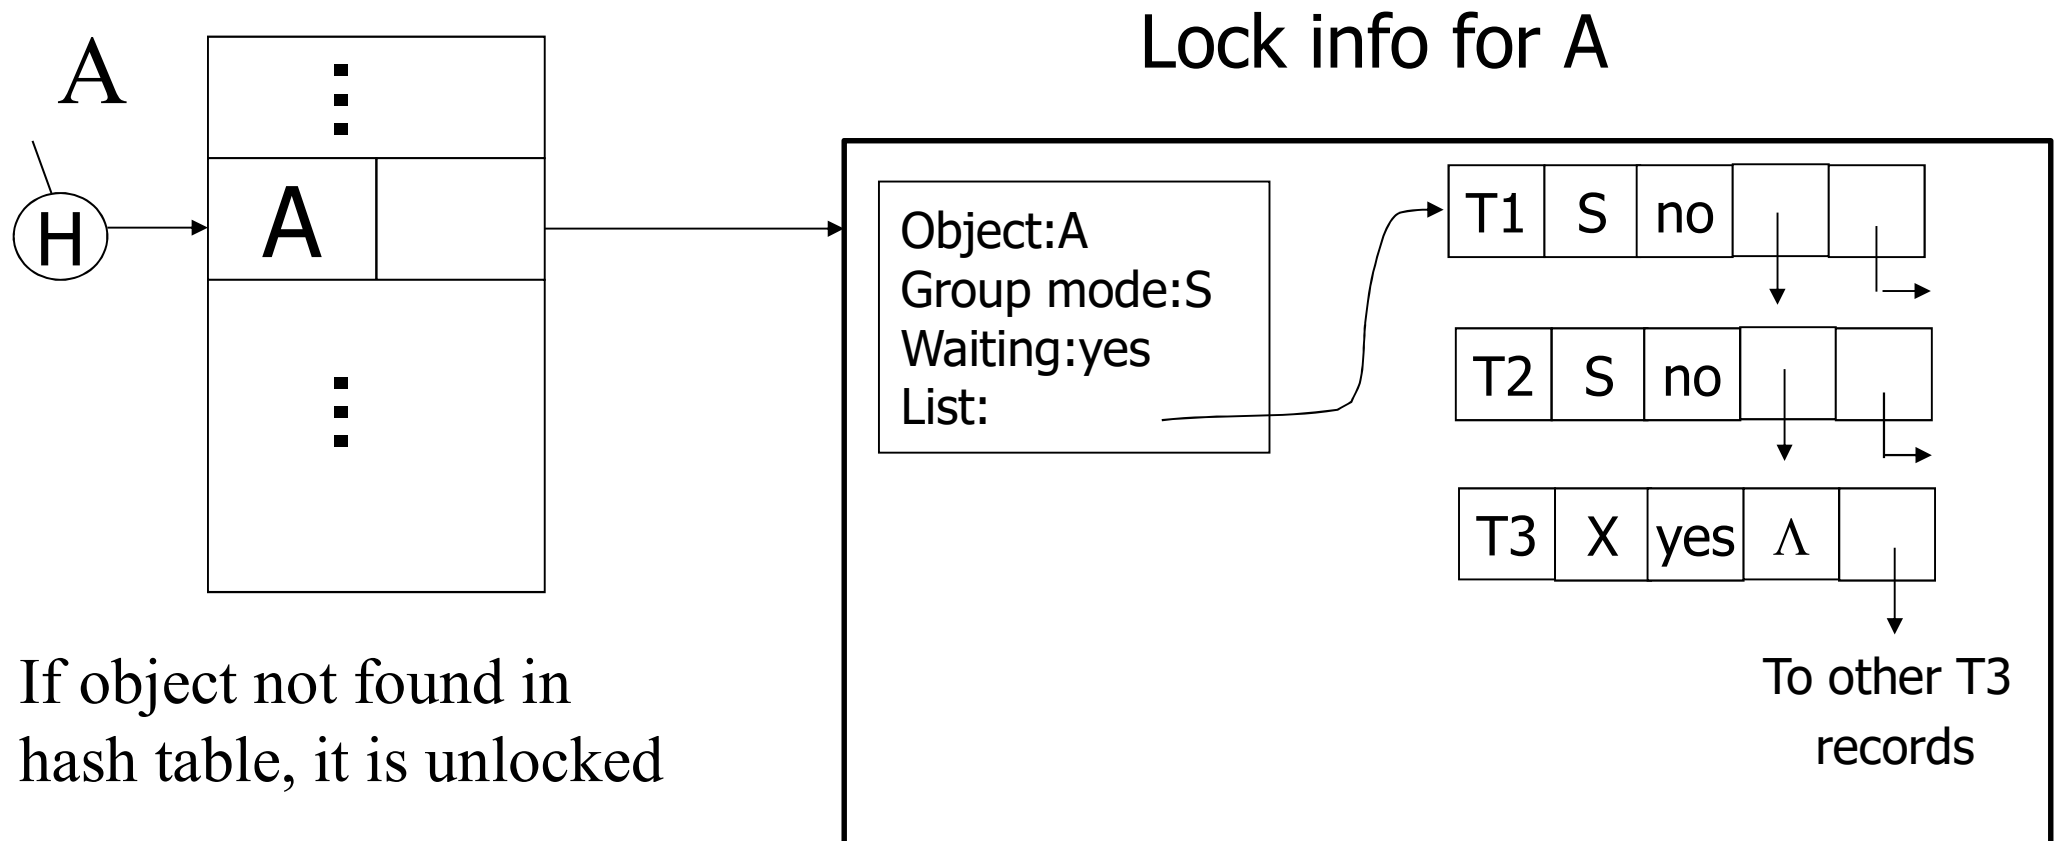 Lock info for A
A
H
A
Object:A
Group mode:S
Waiting:yes
List:
T1 S no
T2 S no
T3 X yes Λ
To other T3
records
If object not found in
hash table, it is unlocked